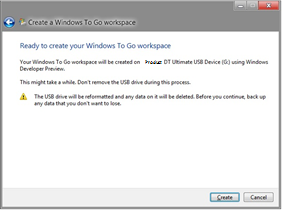 Create a Windows To Go workspace
Ready to create your Windows To Go workspace
Your Windows To Go workspace will be created on Product DT Ultimate USB Device (G:) using Windows
Developer Preview.
This might take a while. Don't remove the USB drive during this process.
The USB drive will be reformatted and any data on it will be deleted. Before you continue, back up
any data that you don't want to lose.
Create
Cancel